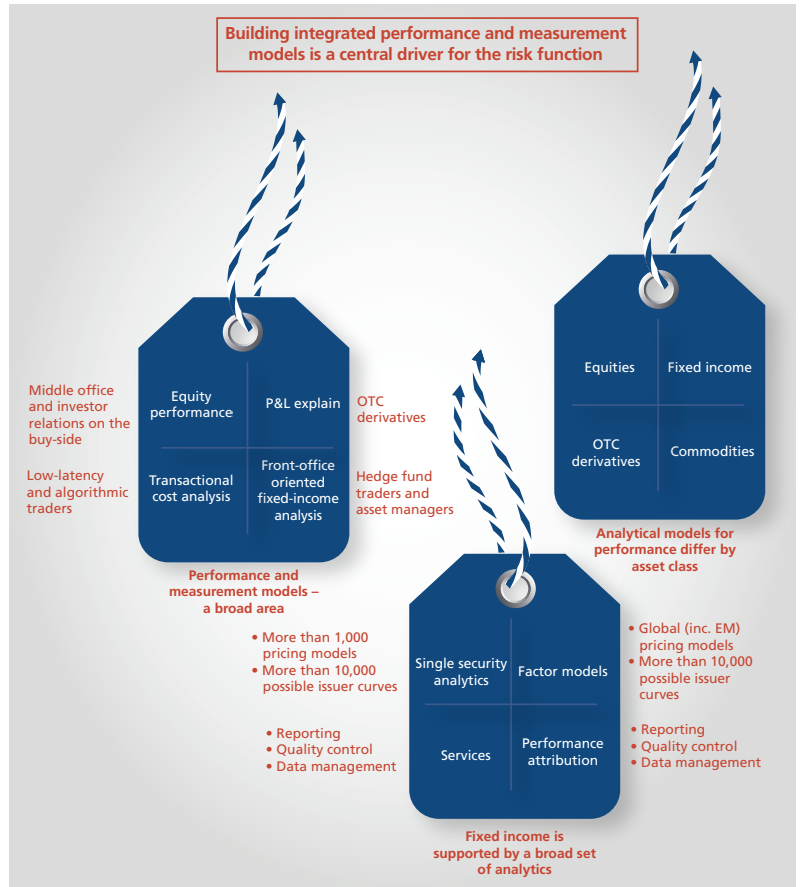 Building integrated performance and measurement
models is a central driver for the risk function
Middle office
and investor
relations on the
buy-side
Equity
performance
P&L explain
OTC
derivatives
Low-latency
and algorithmic
traders
Transactional
cost analysis
Front-office
oriented
fixed-income
analysis
Hedge fund
traders and
asset managers
Performance and
measurement models –
a broad area
Equities
Fixed income
OTC
derivatives
Commodities
Analytical models for
performance differ by
asset class
• More than 1,000
pricing models
• More than 10,000
possible issuer curves
Single security
analytics
Factor models
• Global (inc. EM)
pricing models
• More than 10,000
possible issuer
curves
• Reporting
• Quality control
• Data management
Services
Performance
attribution
• Reporting
• Quality control
• Data management
Fixed income is
supported by a broad set
of analytics